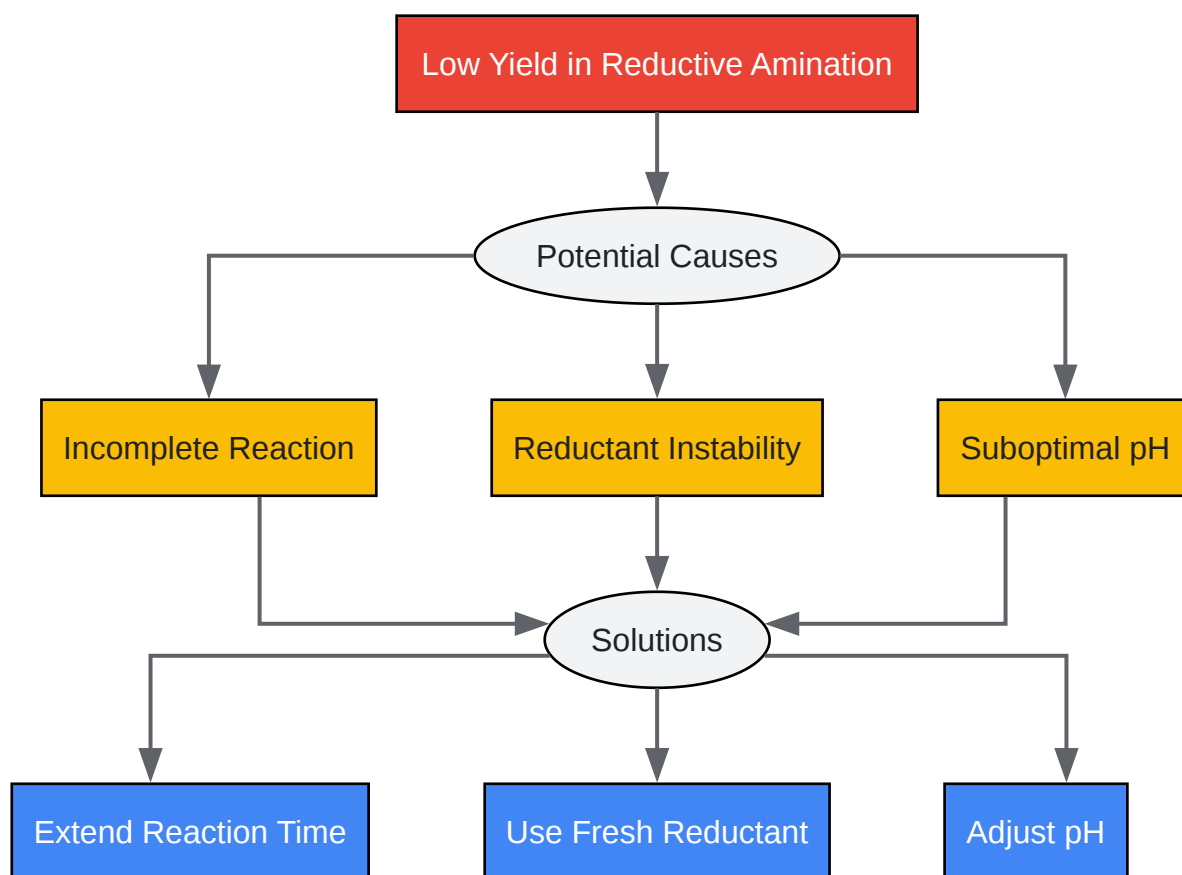 Low Yield in Reductive Amination
Potential Causes
Incomplete Reaction
Reductant Instability
Suboptimal pH
Solutions
Extend Reaction Time
Use Fresh Reductant
Adjust pH